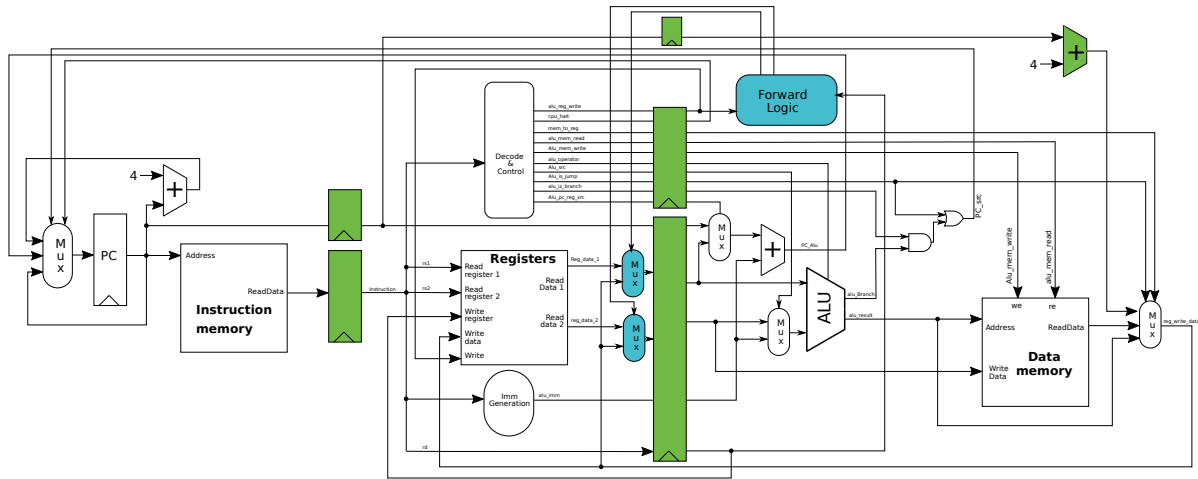 Forward
Logic
+
4
alu_reg_write
cpu_halt
mem_to_reg
alu_mem_read
Alu_mem_write
alu_operator
Alu_src
Alu_is_jump
alu_is_branch
Alu_pc_reg_src
Decode
&
Control
4
+
PC_src
M
u
x
PC
Address
ReadData
Instruction
memory
instruction
rs1
rs2
Registers
Read
register 1
Read
register 2
Write
register
Write
data
Write
Read
Data 1
Read
data 2
Reg_data_1
reg_data_2
M
u
x
M
u
x
M
u
x
+
PC_Alu
M
u
x
ALU
alu_Branch
alu_result
Alu_mem_write
alu_mem_read
we
re
Address
ReadData
Data
memory
Write
Data
M
u
x
reg_write_data
Imm
Generation
alu_imm
rd